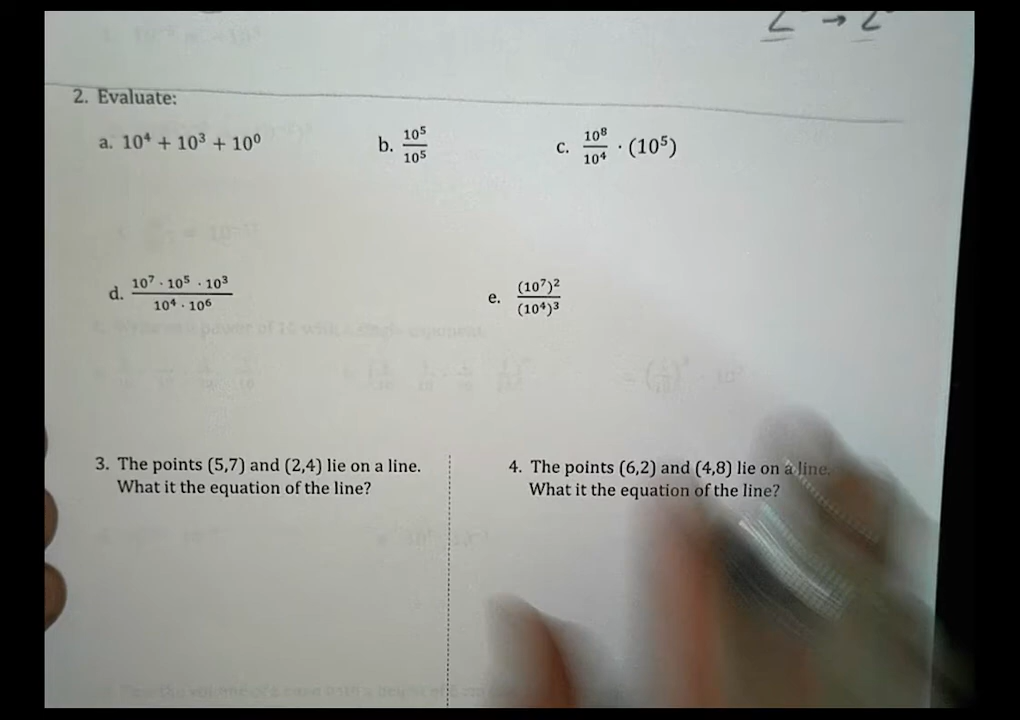 2. Evaluate:
a. 10⁴ + 10³ + 10⁰
b. 10⁵/10⁵
c. 10⁸/10⁴ · (10⁵)
d. 10⁷ · 10⁵ · 10³ / 10⁴ · 10⁶
e. (10⁷)²/(10⁴)³
3. The points (5,7) and (2,4) lie on a line.
What it the equation of the line?
4. The points (6,2) and (4,8) lie on a line.
What it the equation of the line?